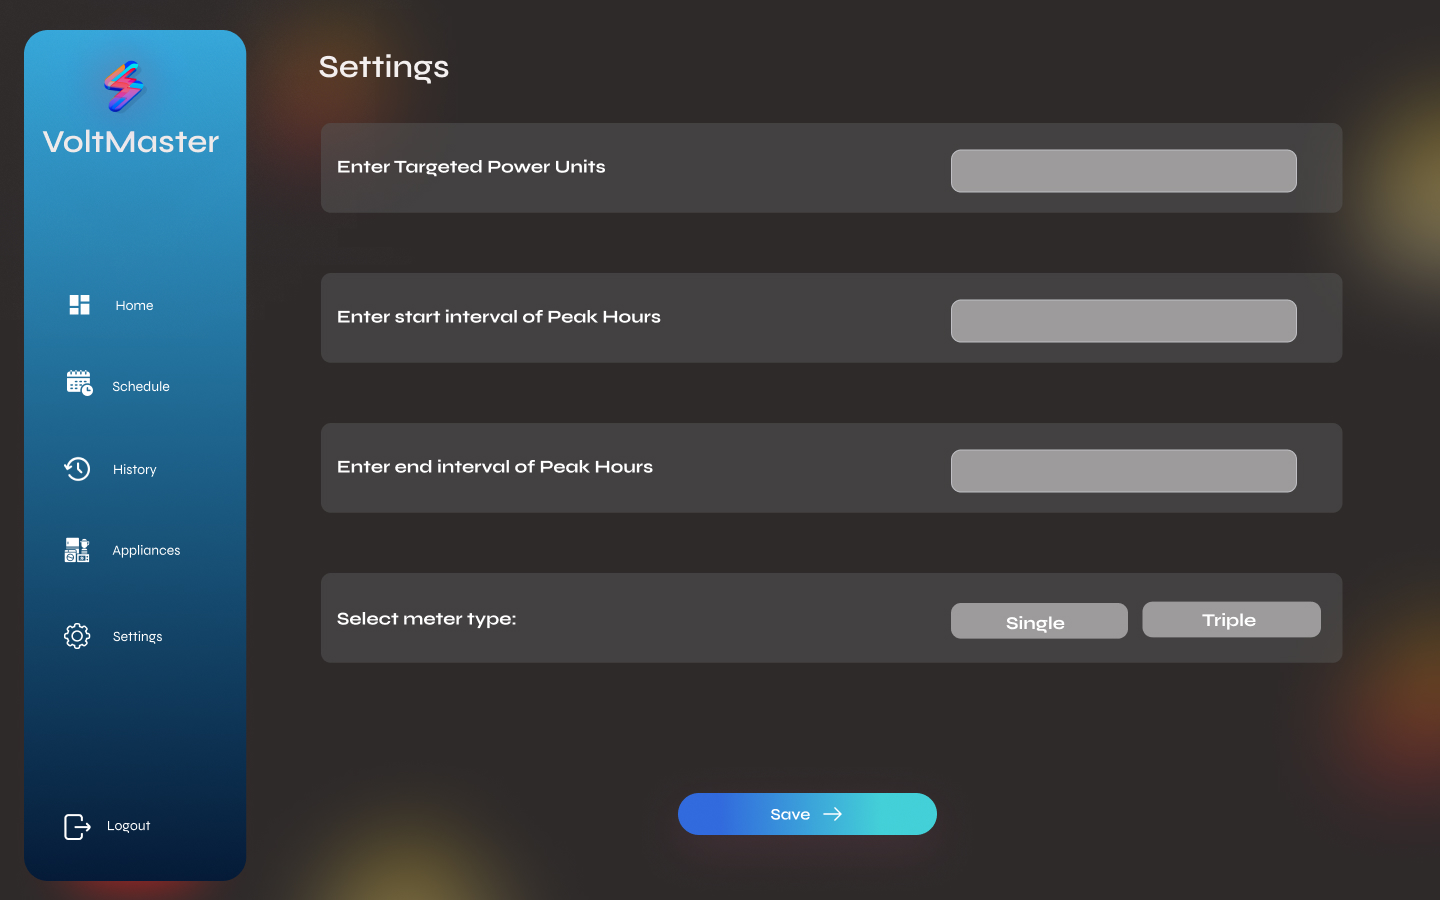 VoltMaster
Home
Schedule
History
Appliances
Settings
Logout
Settings
Enter Targeted Power Units
Enter start interval of Peak Hours
Enter end interval of Peak Hours
Select meter type:
Single
Triple
Save